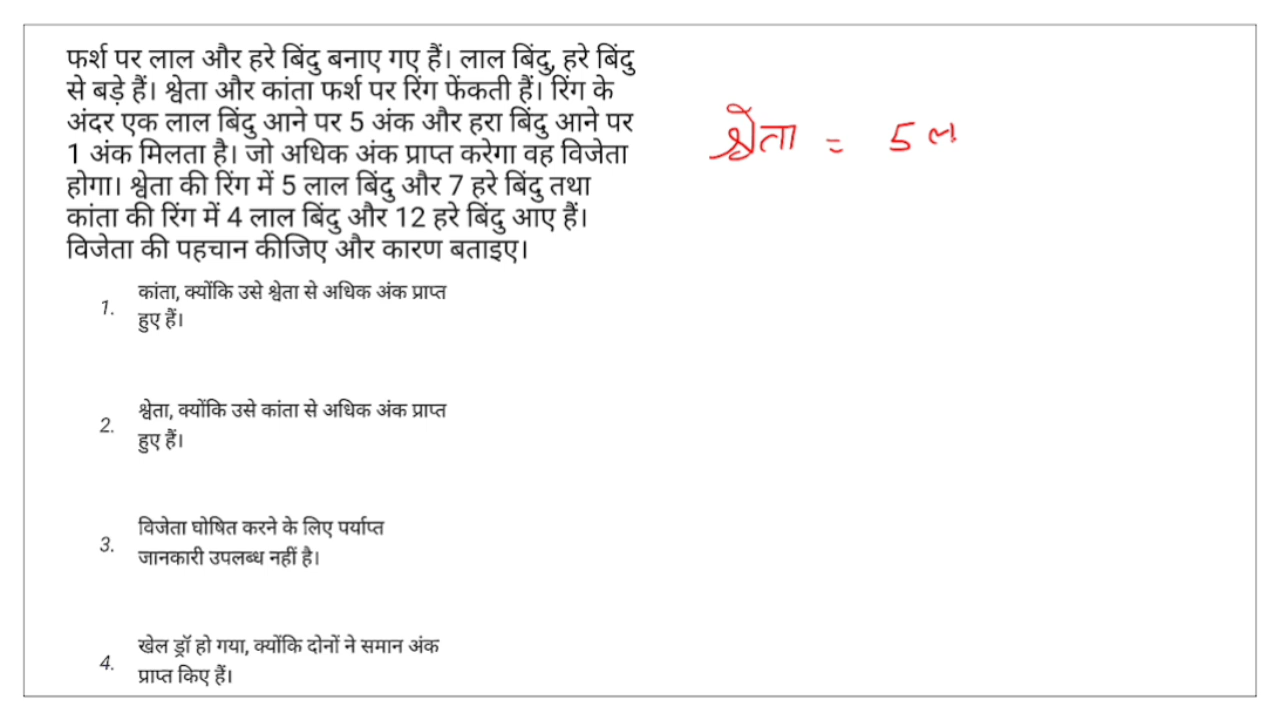 फर्श पर लाल और हरे बिंदु बनाए गए हैं। लाल बिंदु, हरे बिंदु
से बड़े हैं। श्वेता और कांता फर्श पर रिंग फेंकती हैं। रिंग के
अंदर एक लाल बिंदु आने पर 5 अंक और हरा बिंदु आने पर
1 अंक मिलता है। जो अधिक अंक प्राप्त करेगा वह विजेता
होगा। श्वेता की रिंग में 5 लाल बिंदु और 7 हरे बिंदु तथा
कांता की रिंग में 4 लाल बिंदु और 12 हरे बिंदु आए हैं।
विजेता की पहचान कीजिए और कारण बताइए।
1. कांता, क्योंकि उसे श्वेता से अधिक अंक प्राप्त
हुए हैं।
2. श्वेता, क्योंकि उसे कांता से अधिक अंक प्राप्त
हुए हैं।
3. विजेता घोषित करने के लिए पर्याप्त
जानकारी उपलब्ध नहीं है।
4. खेल ड्रॉ हो गया, क्योंकि दोनों ने समान अंक
प्राप्त किए हैं।
श्वेता = 5 ल